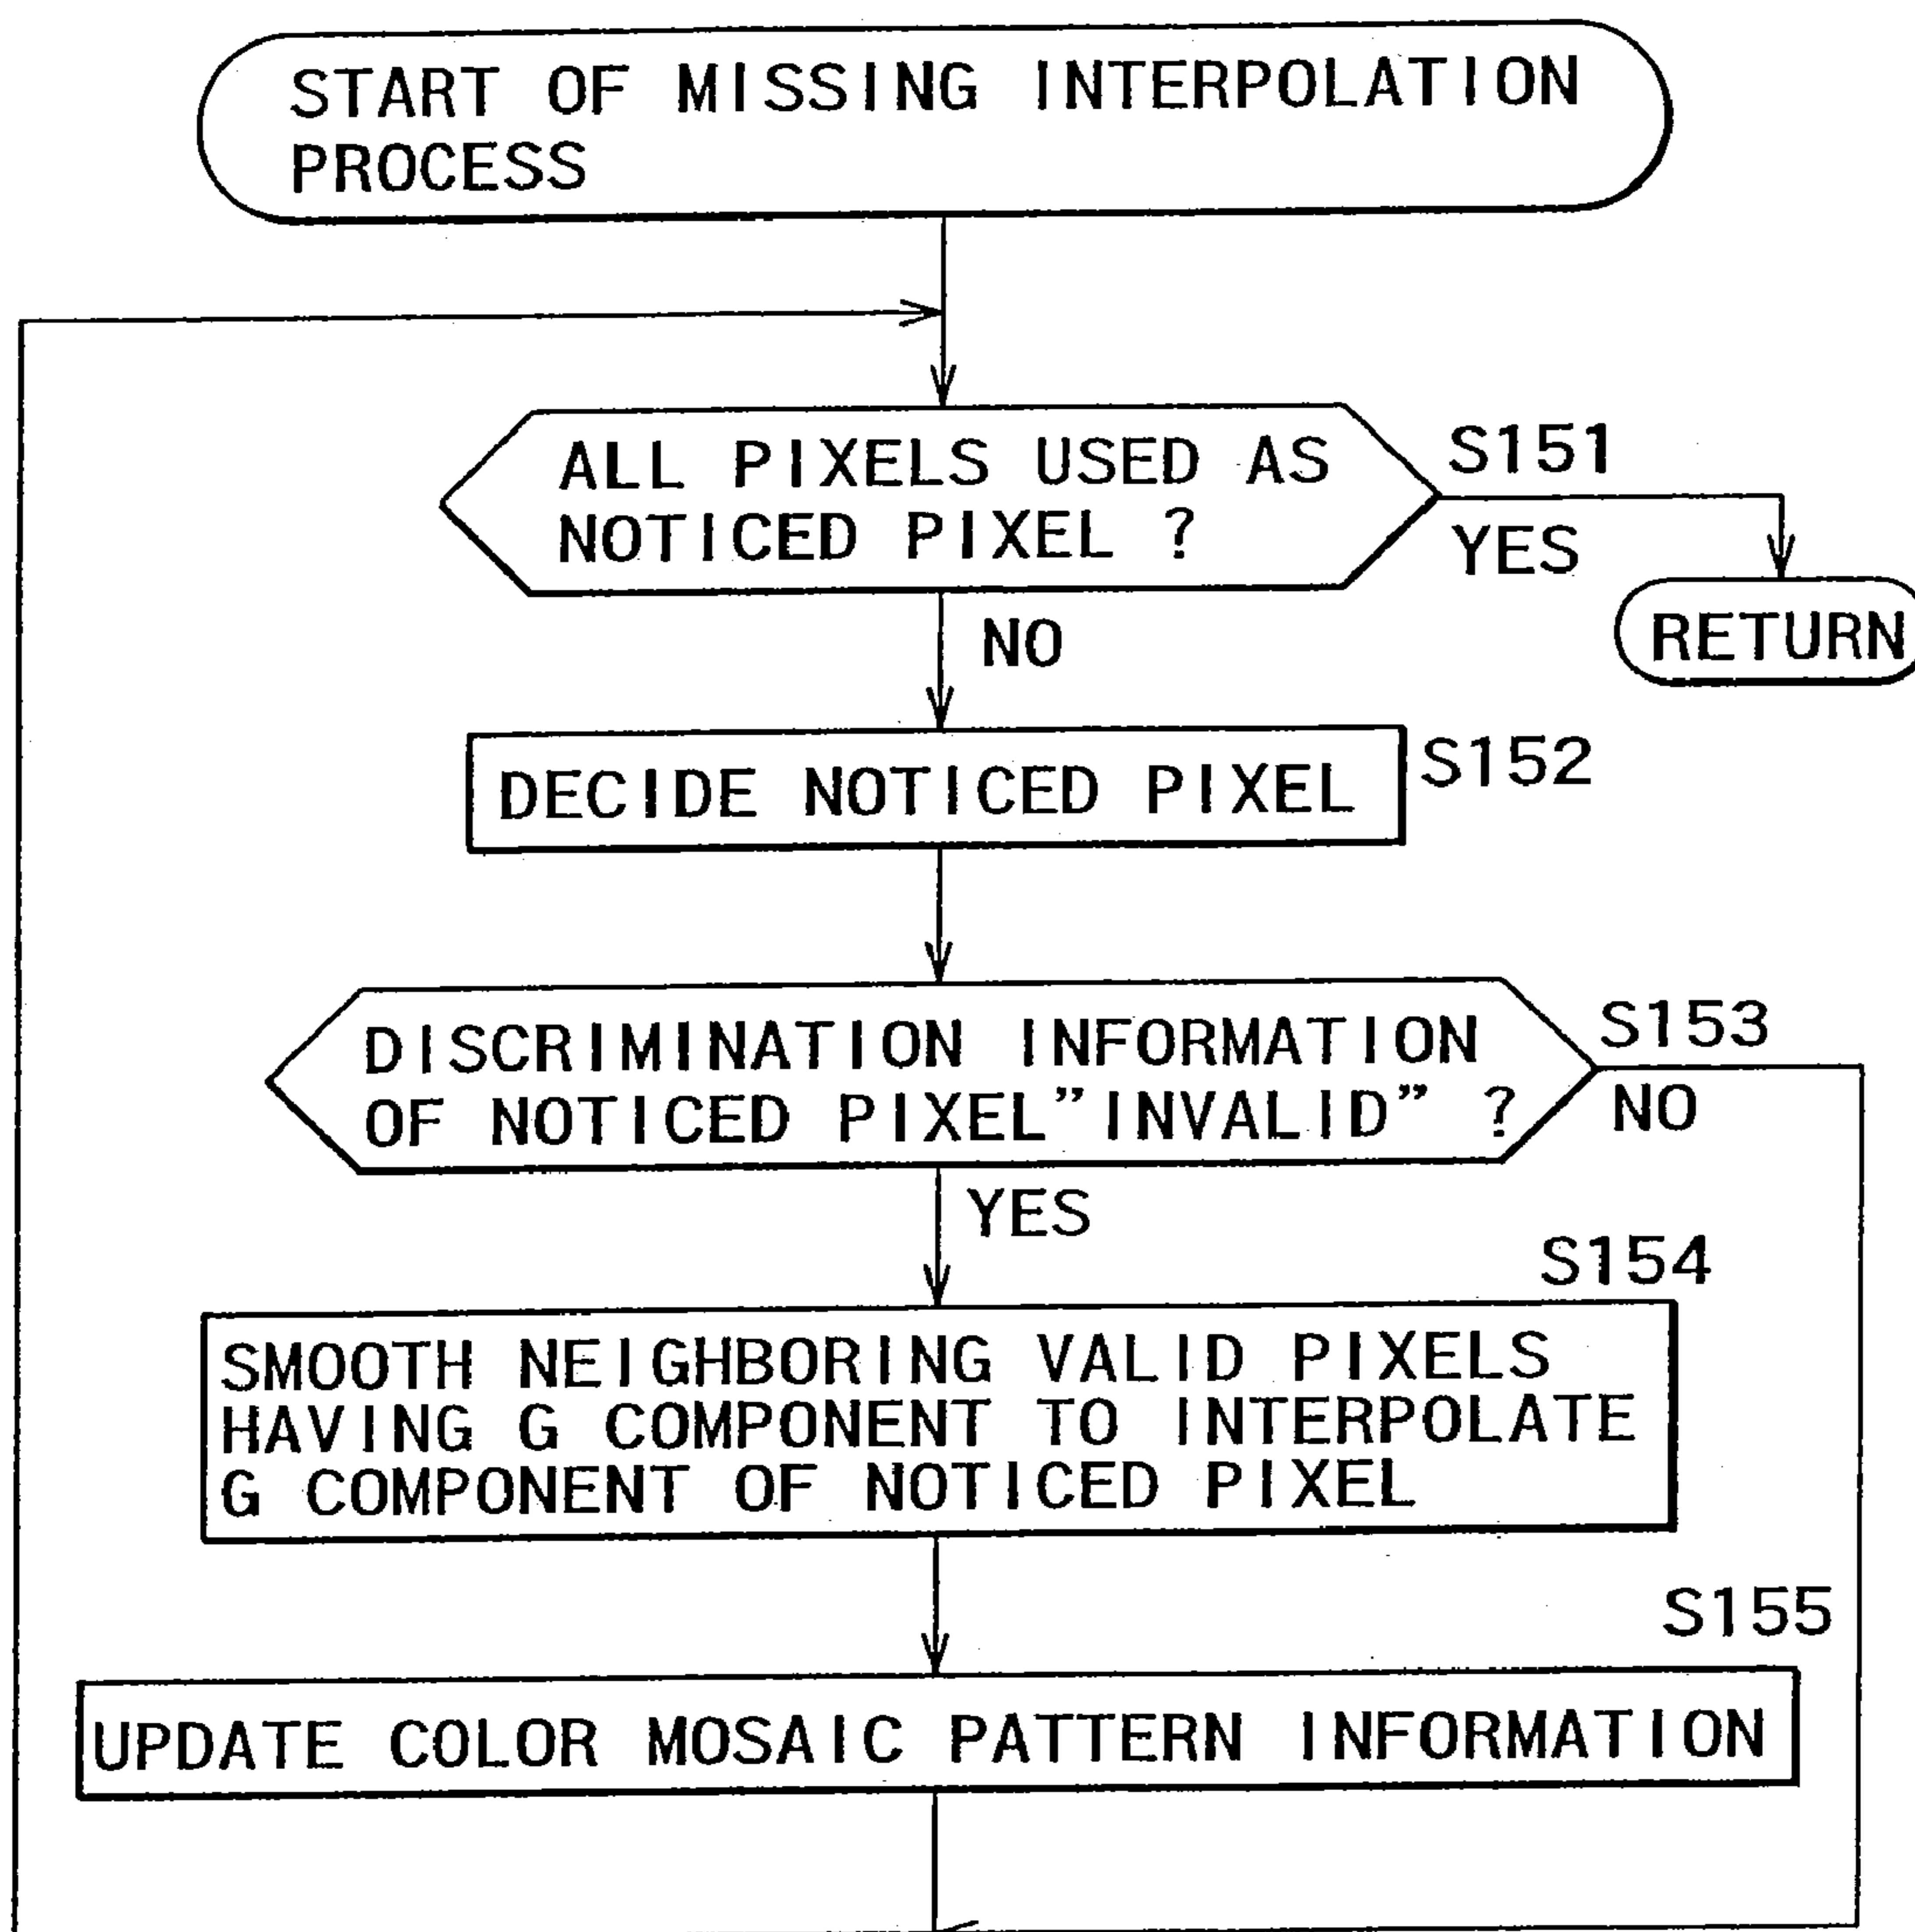 START OF MISSING INTERPOLATION
PROCESS
ALL PIXELS USED AS
NOTICED PIXEL ?
S151
YES
RETURN
NO
DECIDE NOTICED PIXEL
S152
DISCRIMINATION INFORMATION
OF NOTICED PIXEL”INVALID” ?
S153
NO
YES
S154
SMOOTH NEIGHBORING VALID PIXELS
HAVING G COMPONENT TO INTERPOLATE
G COMPONENT OF NOTICED PIXEL
S155
UPDATE COLOR MOSAIC PATTERN INFORMATION